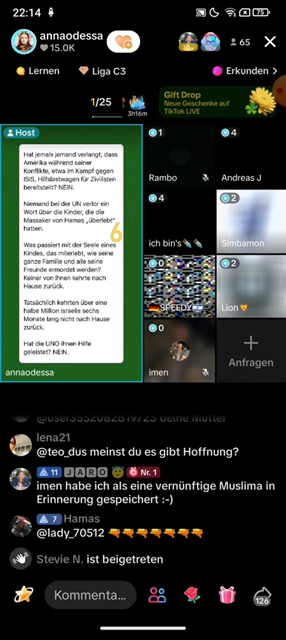 22:14
75
annaodessa
15.0K
65
Lernen
Liga C3
Erkunden >
1/25
3h16m
Gift Drop
Neue Geschenke auf
TikTok LIVE
Host
Hat jemals jemand verlangt, dass
Amerika während seiner
Konflikte, etwa im Kampf gegen
ISIS, Hilfslastwagen für Zivilisten
bereitstellt? NEIN.
Niemand bei der UN verlor ein
Wort über die Kinder, die die
Massaker von Hamas „überlebt"
hatten.
6
Was passiert mit der Seele eines
Kindes, das miterlebt, wie seine
ganze Familie und alle seine
Freunde ermordet werden?
Keiner von ihnen kehrte nach
Hause zurück.
Tatsächlich kehrten über eine
halbe Million Israelis sechs
Monate lang nicht nach Hause
zurück.
Hat die UNO ihnen Hilfe
geleistet? NEIN.
annaodessa
1
Rambo
4
Andreas J
4
ich bin's
2
Simbamon
0
SPEEDY
2
Lion
0
imen
+
Anfragen
@user3552082819723 deine Mutter
lena21
@teo_dus meinst du es gibt Hoffnung?
11 JARO Nr. 1
imen habe ich als eine vernünftige Muslima in
Erinnerung gespeichert :-)
7 Hamas
@lady_70512
Stevie N. ist beigetreten
Kommenta...
126